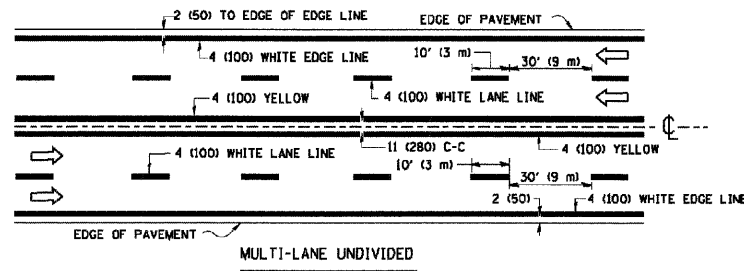 2 (50) TO EDGE OF EDGE LINE
EDGE OF PAVEMENT
4 (100) WHITE EDGE LINE
10' (3 m)
30' (9 m)
4 (100) YELLOW
4 (100) WHITE LANE LINE
℄
11 (280) C-C
4 (100) YELLOW
4 (100) WHITE LANE LINE
10' (3 m)
30' (9 m)
2 (50)
4 (100) WHITE EDGE LINE
EDGE OF PAVEMENT
MULTI-LANE UNDIVIDED